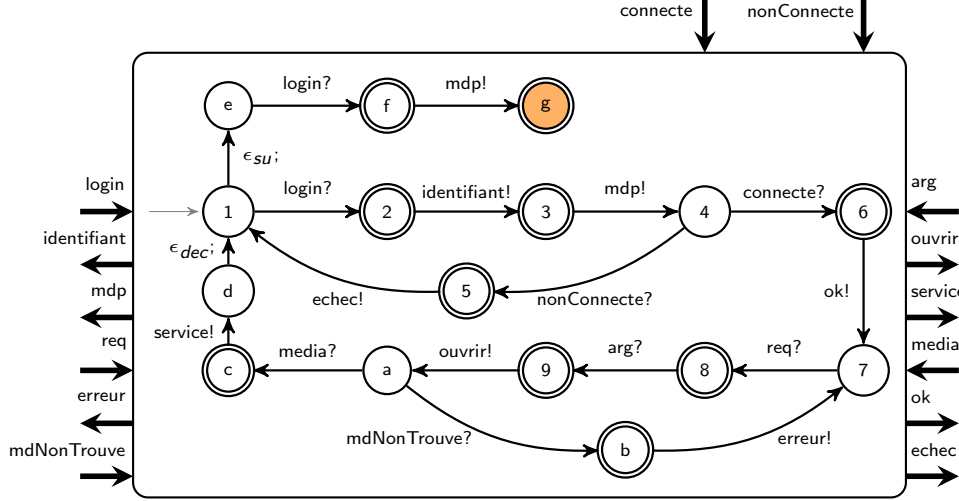 connecte nonConnecte
e login? f mdp! g
ϵsu;
login 1 login? 2 identifiant! 3 mdp! 4 connecte? 6 arg
identifiant ϵdec; ouvrir
mdp d echec! 5 nonConnecte? ok! service
req service! media
c media? a ouvrir! 9 arg? 8 req? 7
erreur ok
mdNonTrouve mdNonTrouve? b erreur! echec